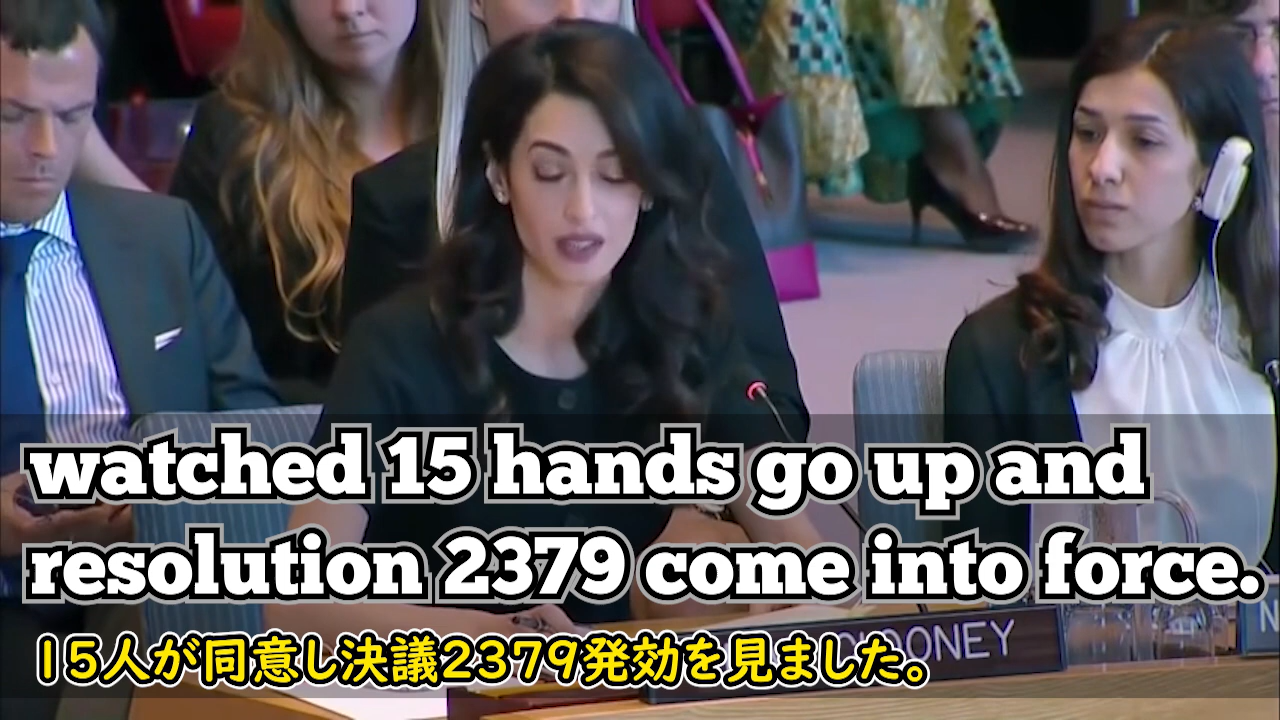 watched 15 hands go up and
resolution 2379 come into force.
15人が同意し決議2379発効を見ました。
OONEY
N